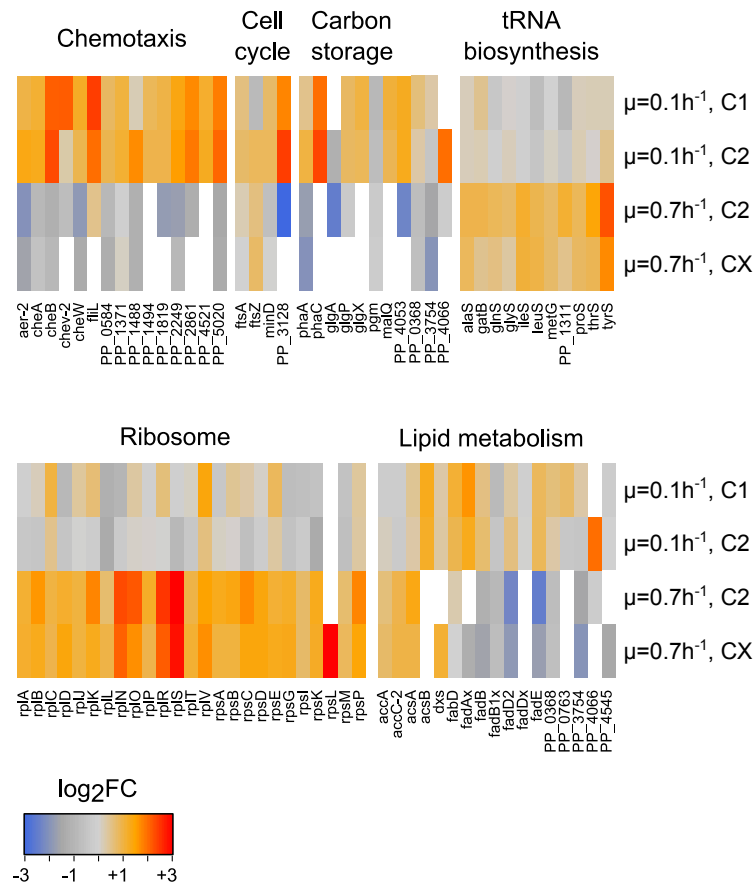 Chemotaxis
Cell cycle
Carbon storage
tRNA biosynthesis
μ=0.1h⁻¹, C1
μ=0.1h⁻¹, C2
μ=0.7h⁻¹, C2
μ=0.7h⁻¹, CX
aer-2
cheA
cheB
chev-2
cheW
fliL
PP_0584
PP_1371
PP_1488
PP_1494
PP_1819
PP_2249
PP_2861
PP_4521
PP_5020
ftsA
ftsZ
minD
PP_3128
phaA
phaC
glgA
glgP
glgX
pgm
malQ
PP_4053
PP_0368
PP_3754
PP_4066
alaS
gatB
glnS
glyS
ileS
leuS
metG
PP_1311
proS
thrS
tyrS
Ribosome
Lipid metabolism
μ=0.1h⁻¹, C1
μ=0.1h⁻¹, C2
μ=0.7h⁻¹, C2
μ=0.7h⁻¹, CX
rplA
rplB
rplC
rplD
rplJ
rplK
rplL
rplN
rplO
rplP
rplR
rplS
rplT
rplV
rpsA
rpsB
rpsC
rpsD
rpsE
rpsG
rpsI
rpsK
rpsL
rpsM
rpsP
accA
accC-2
acsA
acsB
dxs
fabD
fadAx
fadB
fadB1x
fadD2
fadDx
fadE
PP_0368
PP_0763
PP_3754
PP_4066
PP_4545
log₂FC
-3 -1 +1 +3